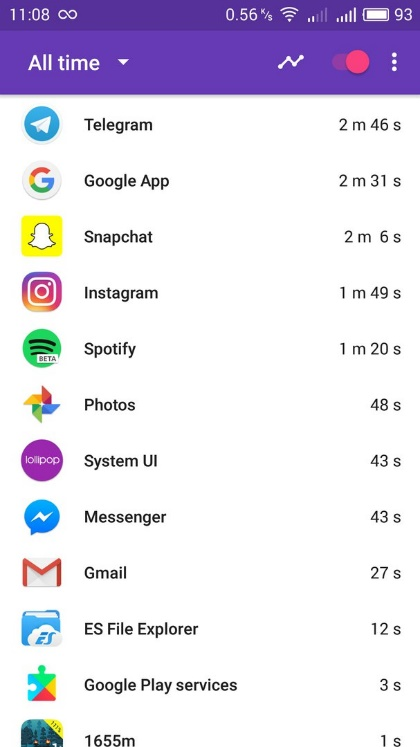 11:08 0.56 K/s 93
All time
Telegram 2 m 46 s
Google App 2 m 31 s
Snapchat 2 m 6 s
Instagram 1 m 49 s
Spotify 1 m 20 s
BETA
Photos 48 s
lollipop System UI 43 s
Messenger 43 s
Gmail 27 s
ES File Explorer 12 s
ES
Google Play services 3 s
1655m 1 s